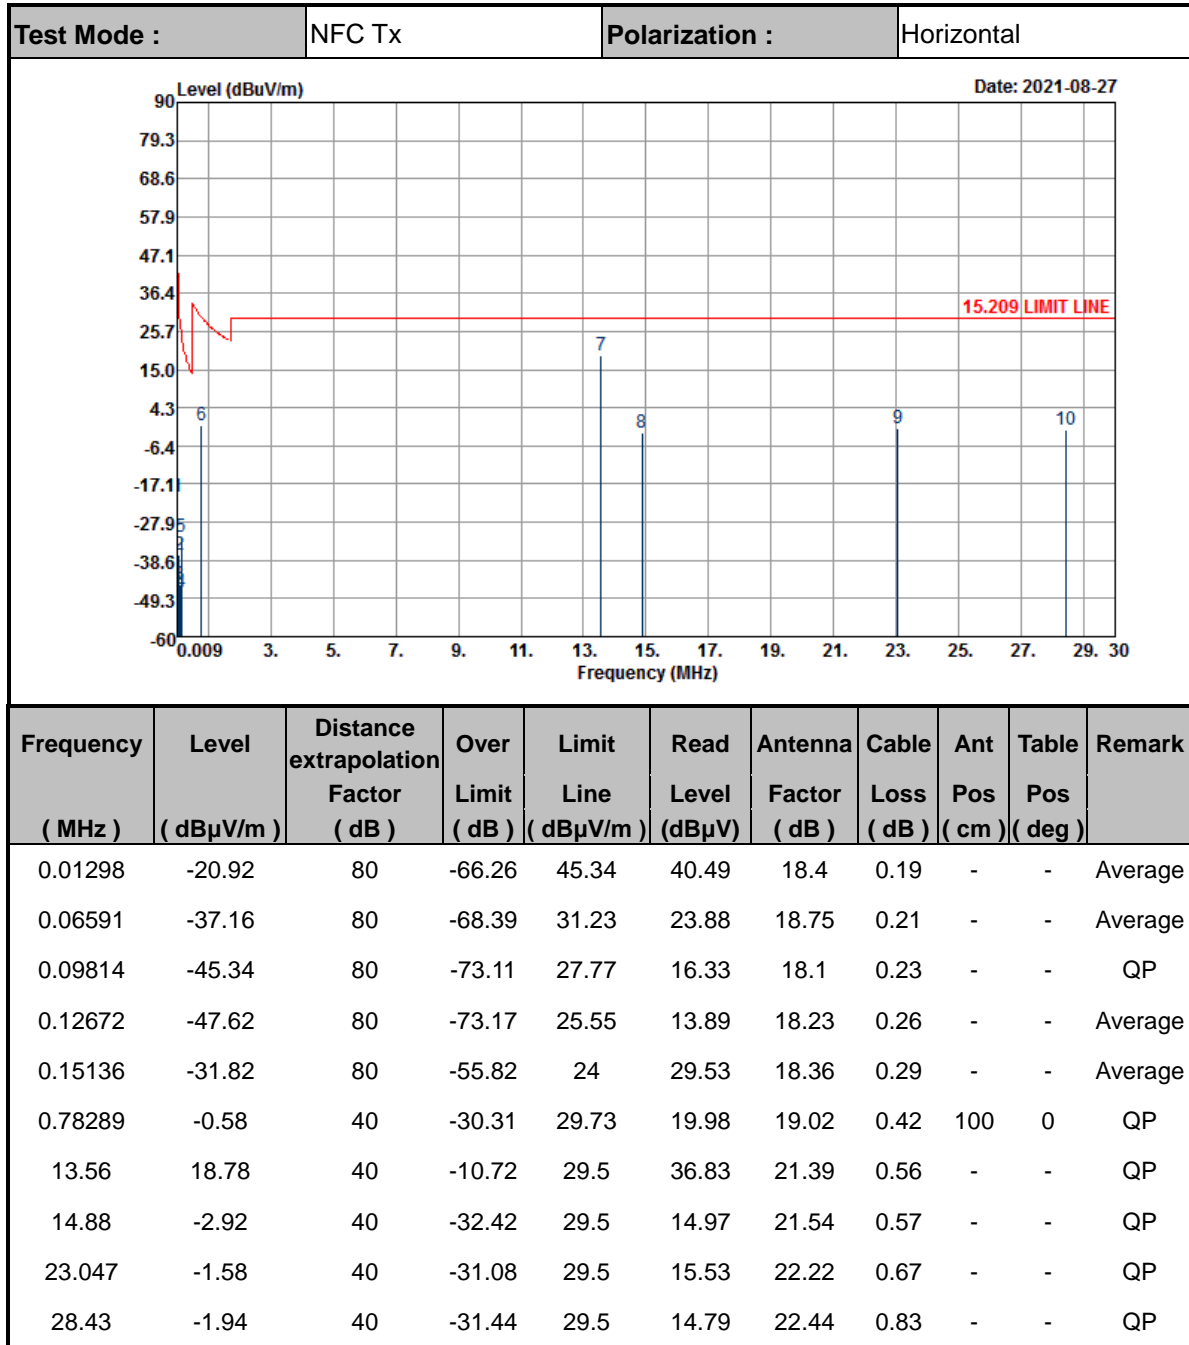 Test Mode : NFC Tx Polarization : Horizontal
Level (dBuV/m) Date: 2021-08-27
90
79.3
68.6
57.9
47.1
36.4
15.209 LIMIT LINE
25.7
7
15.0
4.3
6 8 9 10
-6.4
-17.1
1
-27.9
5
2
-38.6
4
-49.3
-60
0.009 3. 5. 7. 9. 11. 13. 15. 17. 19. 21. 23. 25. 27. 29. 30
Frequency (MHz)
Frequency Level Distance extrapolation Factor Over Limit Limit Line Read Level Antenna Factor Cable Loss Ant Pos Table Pos Remark
( MHz ) ( dBµV/m ) ( dB ) ( dB ) ( dBµV/m ) (dBµV) ( dB ) ( dB ) ( cm ) ( deg )
0.01298 -20.92 80 -66.26 45.34 40.49 18.4 0.19 - - Average
0.06591 -37.16 80 -68.39 31.23 23.88 18.75 0.21 - - Average
0.09814 -45.34 80 -73.11 27.77 16.33 18.1 0.23 - - QP
0.12672 -47.62 80 -73.17 25.55 13.89 18.23 0.26 - - Average
0.15136 -31.82 80 -55.82 24 29.53 18.36 0.29 - - Average
0.78289 -0.58 40 -30.31 29.73 19.98 19.02 0.42 100 0 QP
13.56 18.78 40 -10.72 29.5 36.83 21.39 0.56 - - QP
14.88 -2.92 40 -32.42 29.5 14.97 21.54 0.57 - - QP
23.047 -1.58 40 -31.08 29.5 15.53 22.22 0.67 - - QP
28.43 -1.94 40 -31.44 29.5 14.79 22.44 0.83 - - QP